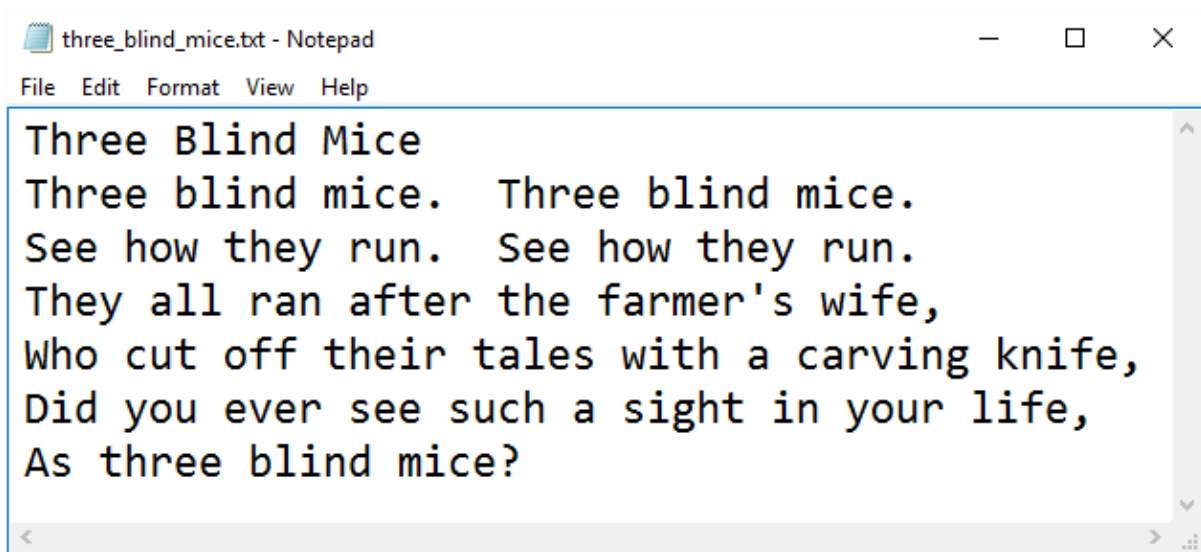 three_blind_mice.txt - Notepad
File Edit Format View Help
Three Blind Mice
Three blind mice.  Three blind mice.
See how they run.  See how they run.
They all ran after the farmer's wife,
Who cut off their tales with a carving knife,
Did you ever see such a sight in your life,
As three blind mice?